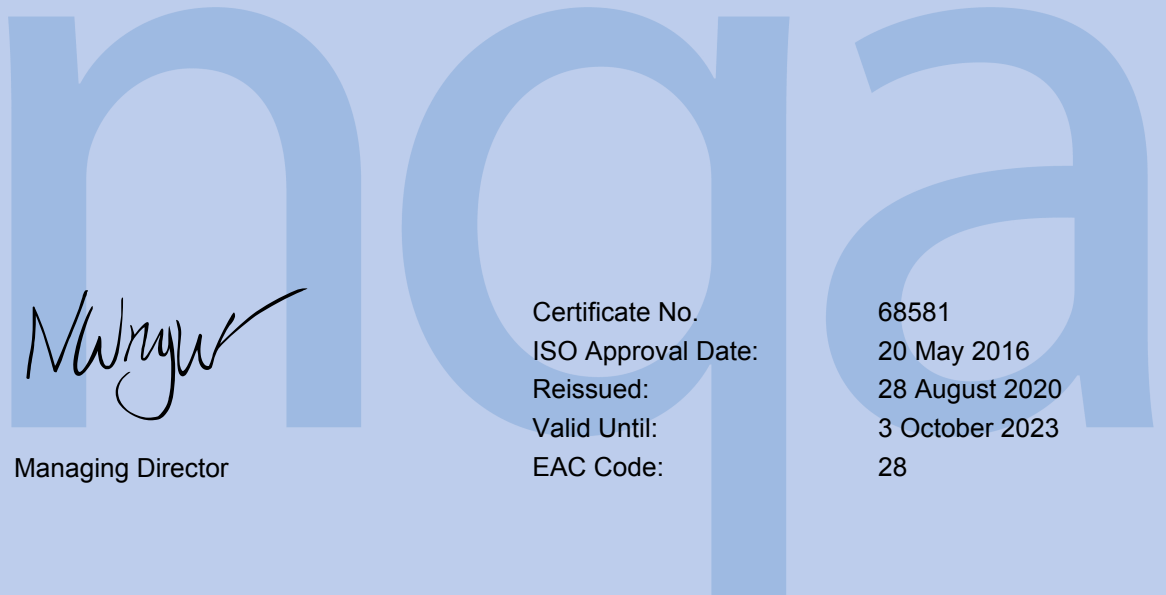 nqa
Certificate No. 68581
ISO Approval Date: 20 May 2016
Reissued: 28 August 2020
Valid Until: 3 October 2023
Managing Director EAC Code: 28